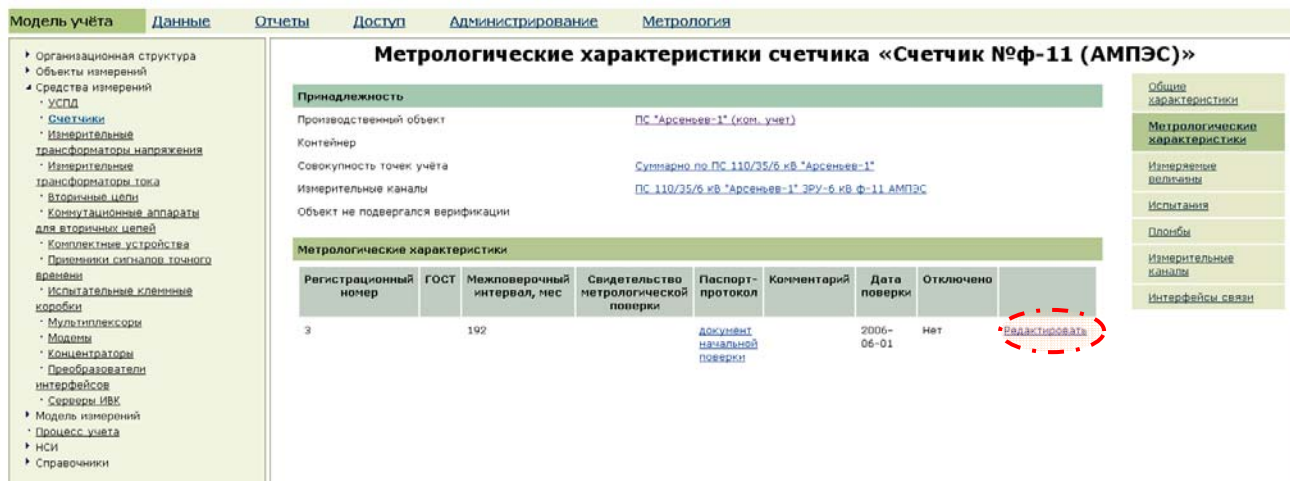 Модель учёта Данные Отчеты Доступ Администрирование Метрология
Организационная структура
Объекты измерений
Средства измерений
УСПД
Счетчики
Измерительные
трансформаторы напряжения
Измерительные
трансформаторы тока
Вторичные цепи
Коммутационные аппараты
для вторичных цепей
Комплектные устройства
Приемники сигналов точного
времени
Испытательные клеммные
коробки
Мультиплексоры
Модемы
Концентраторы
Преобразователи
интерфейсов
Серверы ИВК
Модель измерений
Процесс учета
НСИ
Справочники
Метрологические характеристики счетчика «Счетчик №ф-11 (АМПЭС)»
Принадлежность
Производственный объект ПС "Арсеньев-1" (ком. учет)
Контейнер
Совокупность точек учёта Суммарно по ПС 110/35/6 кВ "Арсеньев-1"
Измерительные каналы ПС 110/35/6 кВ "Арсеньев-1" ЗРУ-6 кВ ф-11 АМПЭС
Объект не подвергался верификации
Метрологические характеристики
Регистрационный ГОСТ Межповерочный Свидетельство Паспорт- Комментарий Дата Отключено
номер интервал, мес метрологической протокол поверки
поверки
3 192 документ 2006- Нет Редактировать
начальной 06-01
поверки
Общие
характеристики
Метрологические
характеристики
Измеряемые
величины
Испытания
Пломбы
Измерительные
каналы
Интерфейсы связи